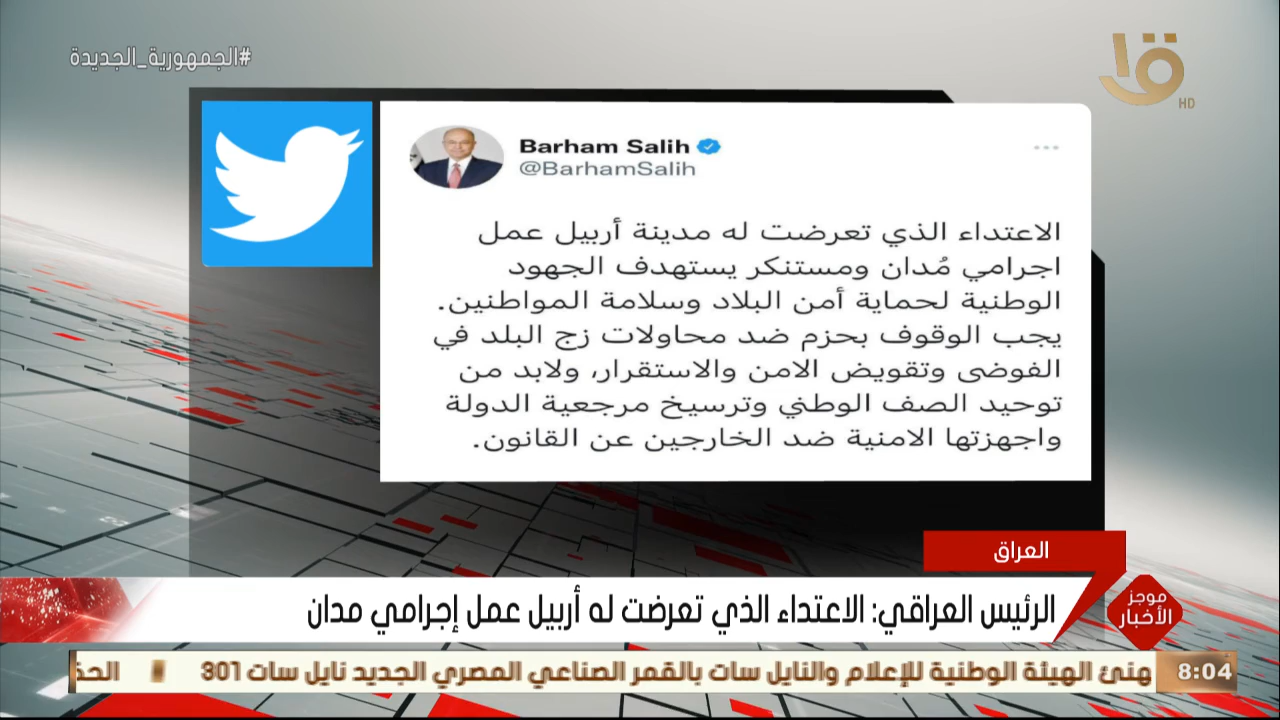 #الجمهورية_الجديدة
HD
Barham Salih
@BarhamSalih
الاعتداء الذي تعرضت له مدينة أربيل عمل
اجرامي مُدان ومستنكر يستهدف الجهود
الوطنية لحماية أمن البلاد وسلامة المواطنين.
يجب الوقوف بحزم ضد محاولات زج البلد في
الفوضى وتقويض الامن والاستقرار، ولابد من
توحيد الصف الوطني وترسيخ مرجعية الدولة
واجهزتها الامنية ضد الخارجين عن القانون.
العراق
موجز
الأخبار
الرئيس العراقي: الاعتداء الذي تعرضت له أربيل عمل إجرامي مدان
8:04
هنئ الهيئة الوطنية للإعلام والنايل سات بالقمر الصناعي المصري الجديد نايل سات 301